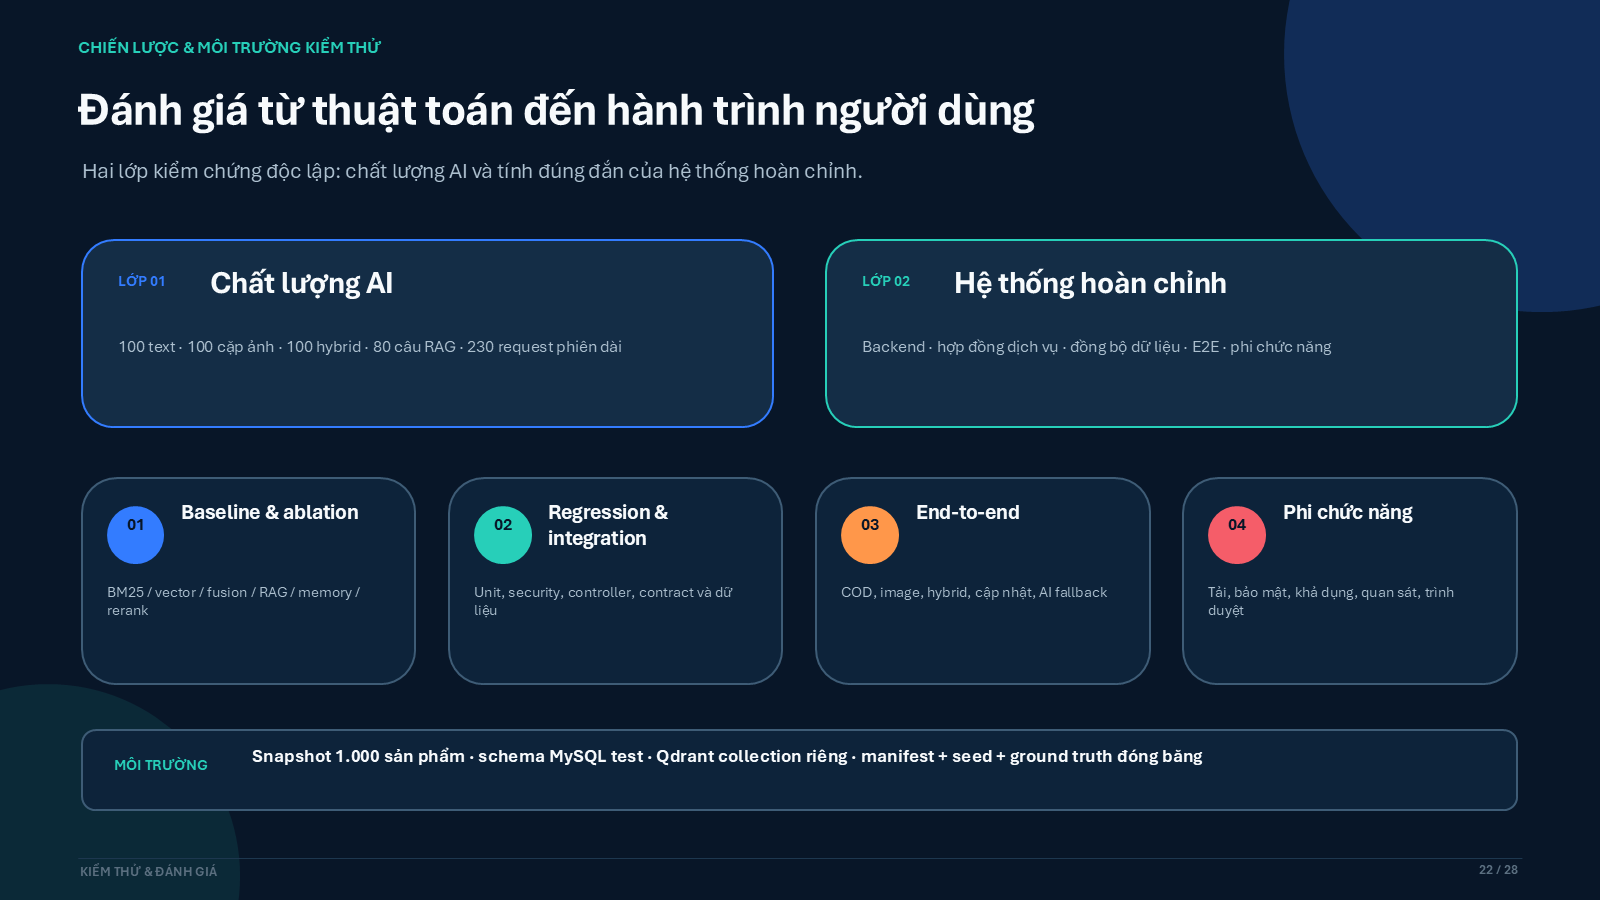 CHIẾN LƯỢC & MÔI TRƯỜNG KIỂM THỬ
Đánh giá từ thuật toán đến hành trình người dùng
Hai lớp kiểm chứng độc lập: chất lượng AI và tính đúng đắn của hệ thống hoàn chỉnh.
LỚP 01
Chất lượng AI
100 text · 100 cặp ảnh · 100 hybrid · 80 câu RAG · 230 request phiên dài
LỚP 02
Hệ thống hoàn chỉnh
Backend · hợp đồng dịch vụ · đồng bộ dữ liệu · E2E · phi chức năng
01
Baseline & ablation
BM25 / vector / fusion / RAG / memory /
rerank
02
Regression &
integration
Unit, security, controller, contract và dữ
liệu
03
End-to-end
COD, image, hybrid, cập nhật, AI fallback
04
Phi chức năng
Tải, bảo mật, khả dụng, quan sát, trình
duyệt
MÔI TRƯỜNG
Snapshot 1.000 sản phẩm · schema MySQL test · Qdrant collection riêng · manifest + seed + ground truth đóng băng
KIỂM THỬ & ĐÁNH GIÁ
22 / 28